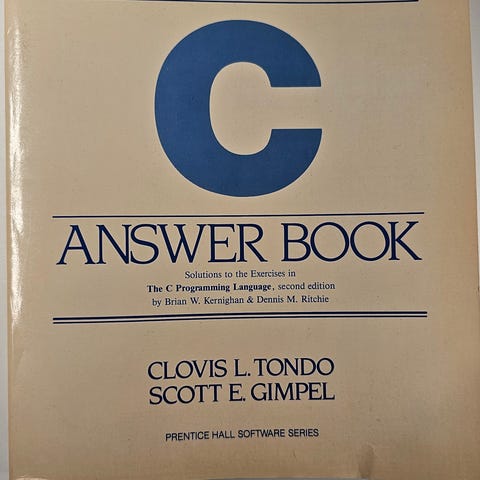 C
ANSWER BOOK
Solutions to the Exercises in
The C Programming Language, second edition
by Brian W. Kernighan & Dennis M. Ritchie
CLOVIS L. TONDO
SCOTT E. GIMPEL
PRENTICE HALL SOFTWARE SERIES